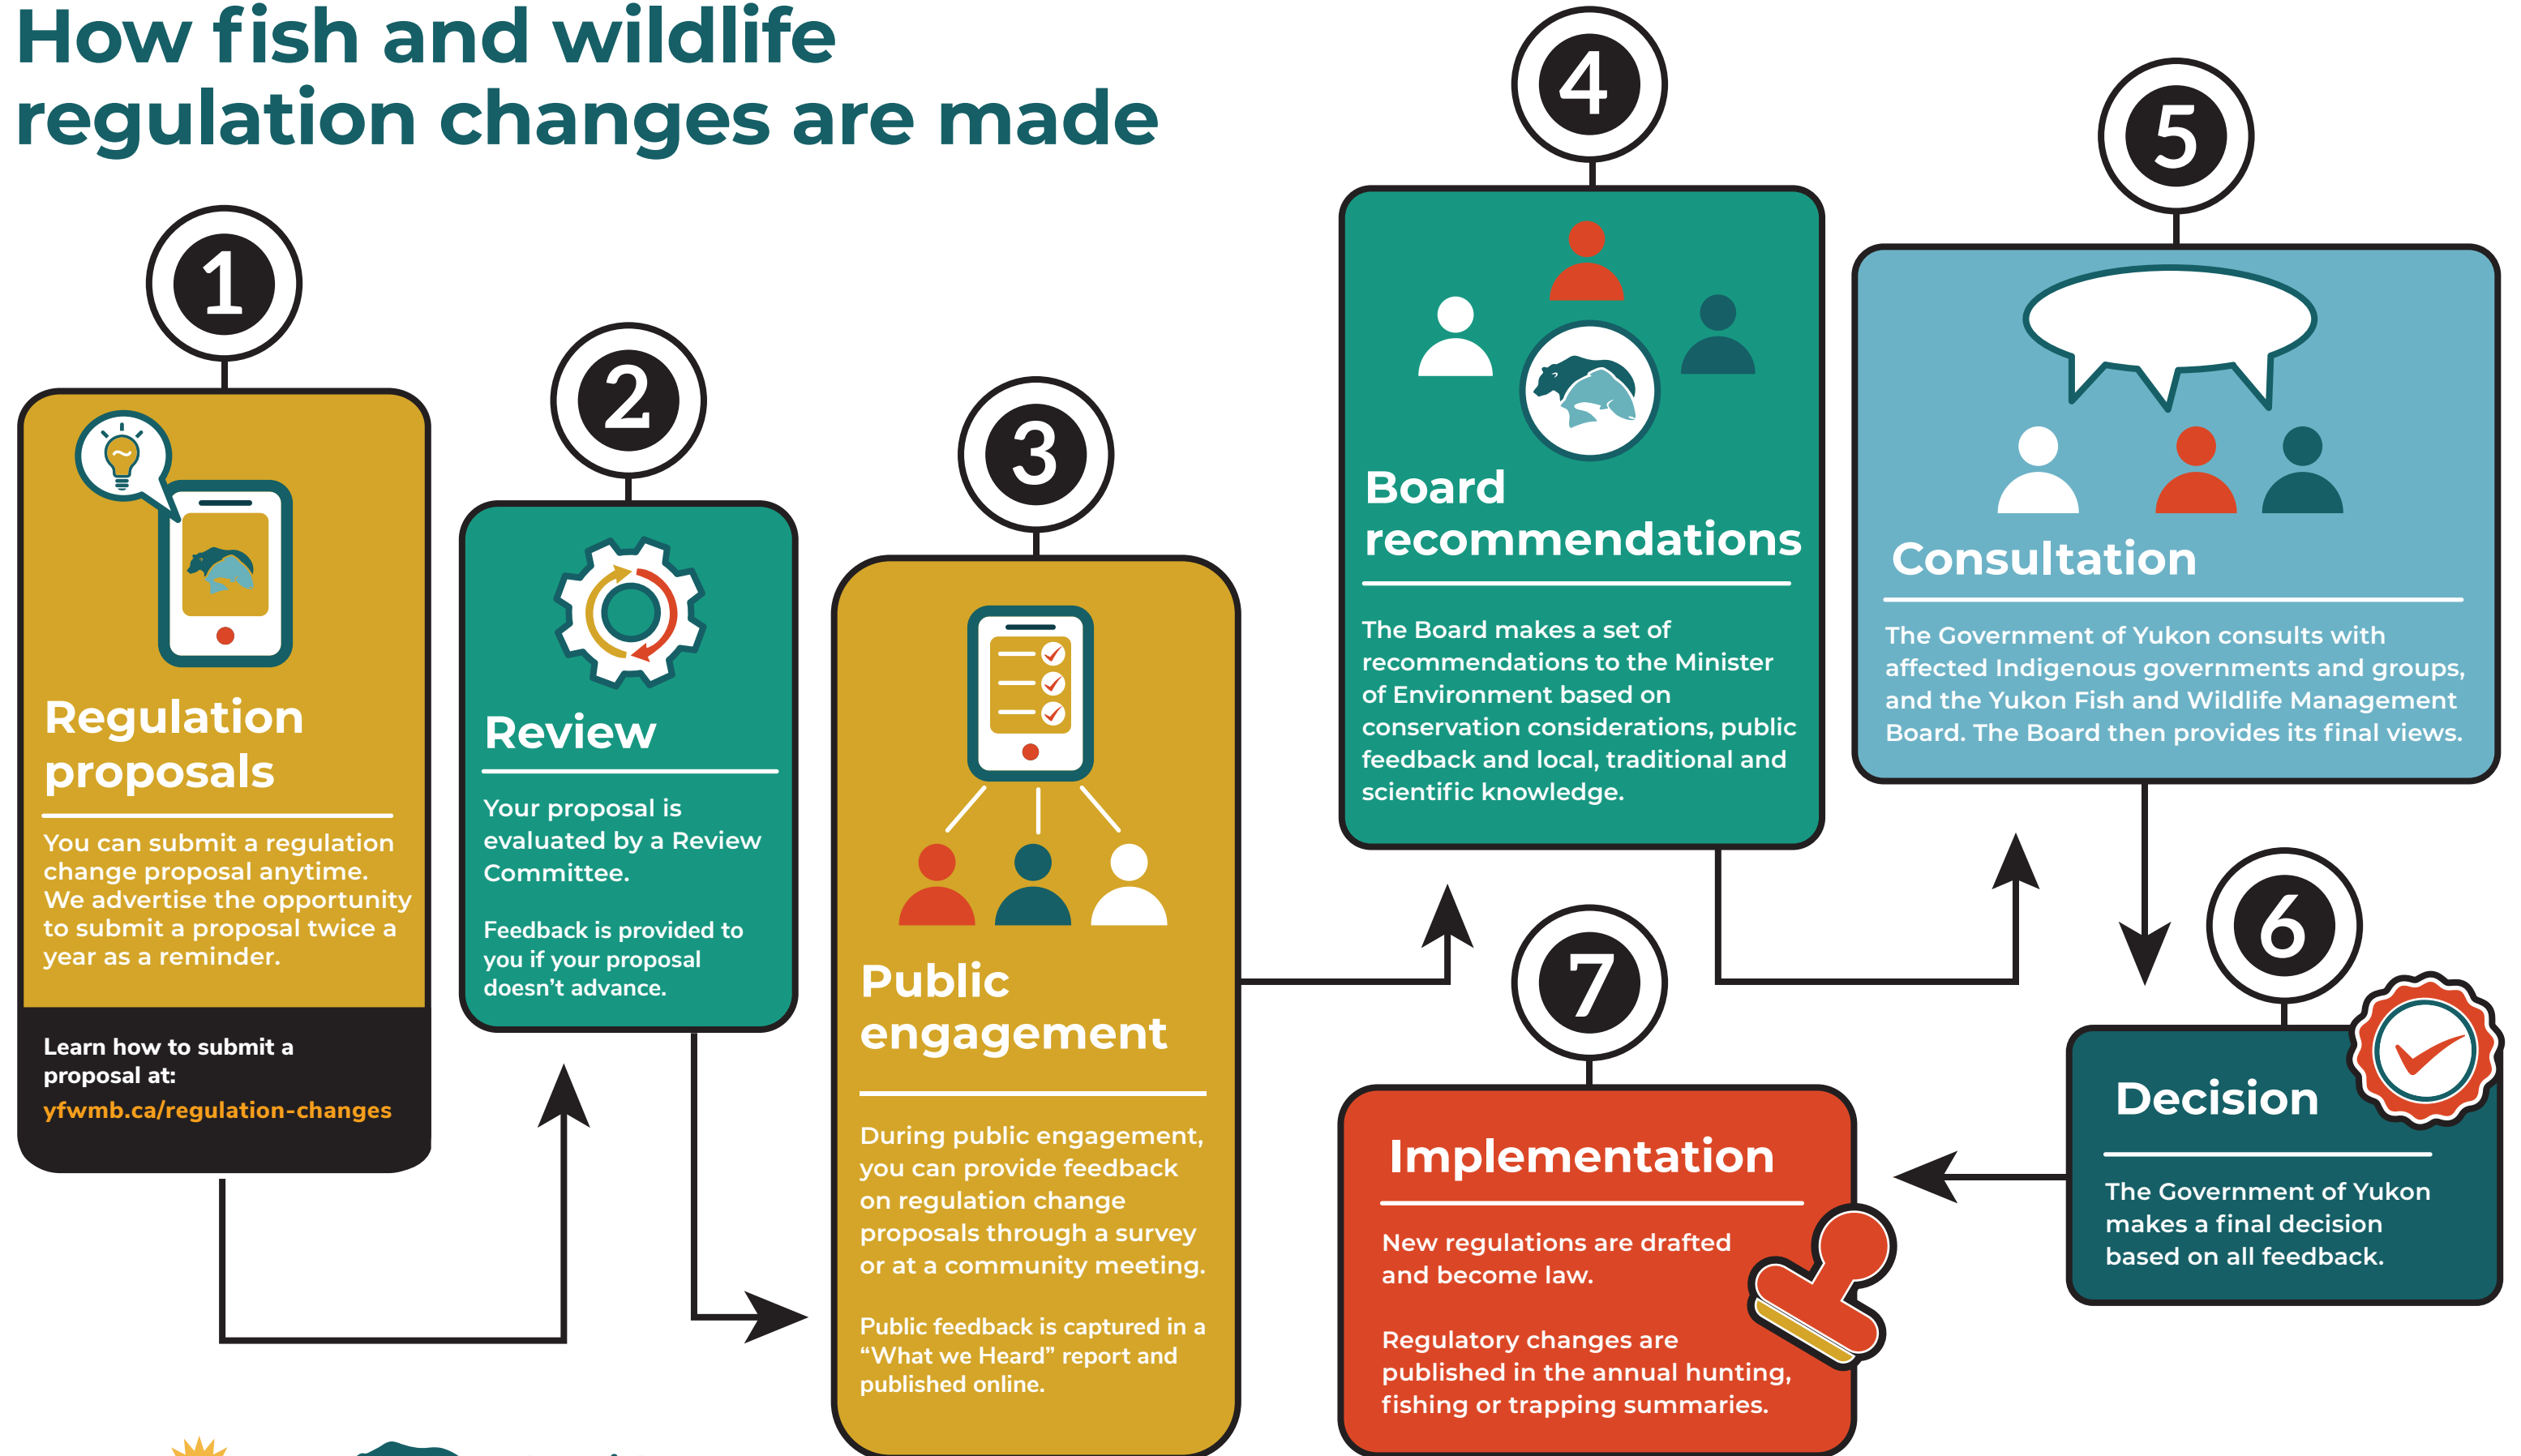 How fish and wildlife
regulation changes are made
1
Regulation
proposals
You can submit a regulation
change proposal anytime.
We advertise the opportunity
to submit a proposal twice a
year as a reminder.
Learn how to submit a
proposal at:
yfwmb.ca/regulation-changes
2
Review
Your proposal is
evaluated by a Review
Committee.
Feedback is provided to
you if your proposal
doesn’t advance.
3
Public
engagement
During public engagement,
you can provide feedback
on regulation change
proposals through a survey
or at a community meeting.
Public feedback is captured in a
“What we Heard” report and
published online.
4
Board
recommendations
The Board makes a set of
recommendations to the Minister
of Environment based on
conservation considerations, public
feedback and local, traditional and
scientific knowledge.
5
Consultation
The Government of Yukon consults with
affected Indigenous governments and groups,
and the Yukon Fish and Wildlife Management
Board. The Board then provides its final views.
6
Decision
The Government of Yukon
makes a final decision
based on all feedback.
7
Implementation
New regulations are drafted
and become law.
Regulatory changes are
published in the annual hunting,
fishing or trapping summaries.